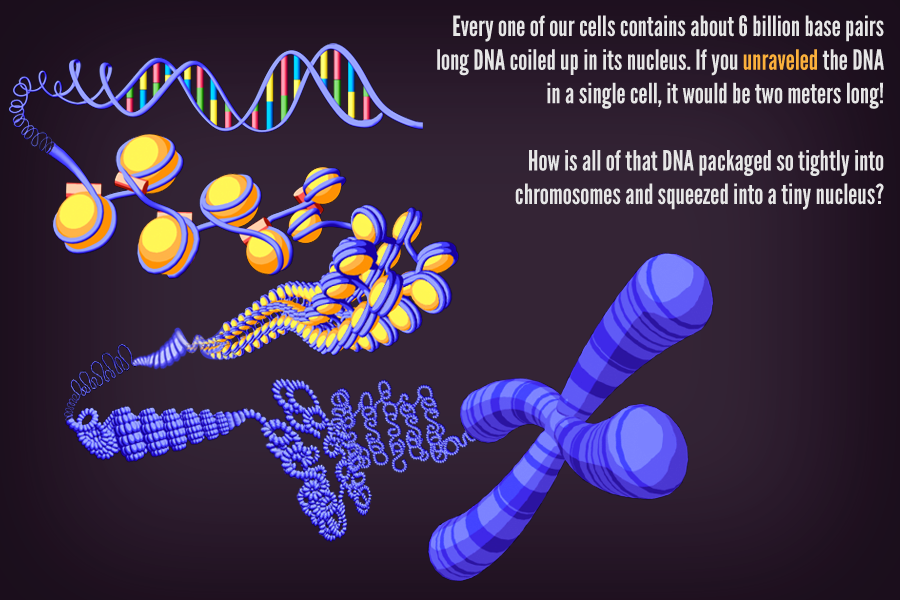 Every one of our cells contains about 6 billion base pairs
long DNA coiled up in its nucleus. If you unraveled the DNA
in a single cell, it would be two meters long!
How is all of that DNA packaged so tightly into
chromosomes and squeezed into a tiny nucleus?